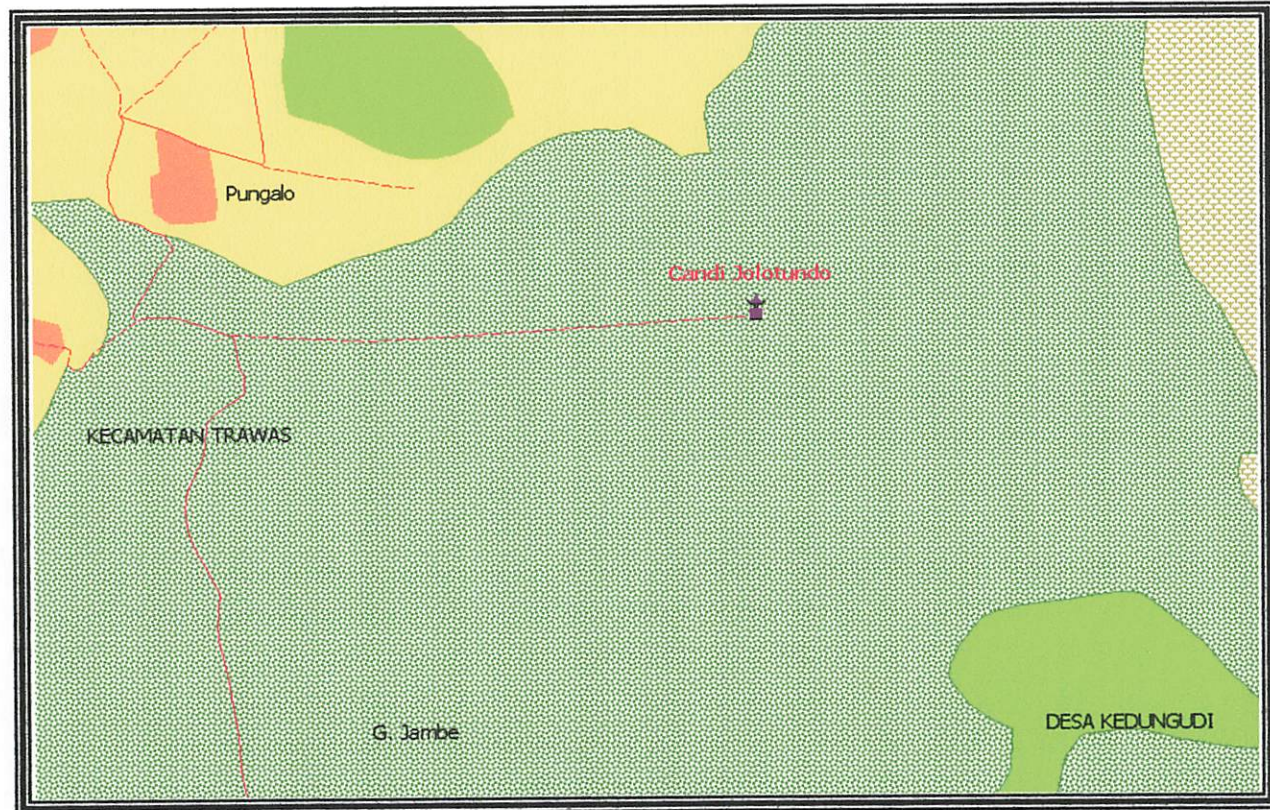 Pungalo
Candi Jolotundo
KECAMATAN TRAWAS
G. Jambe
DESA KEDUNGUDI